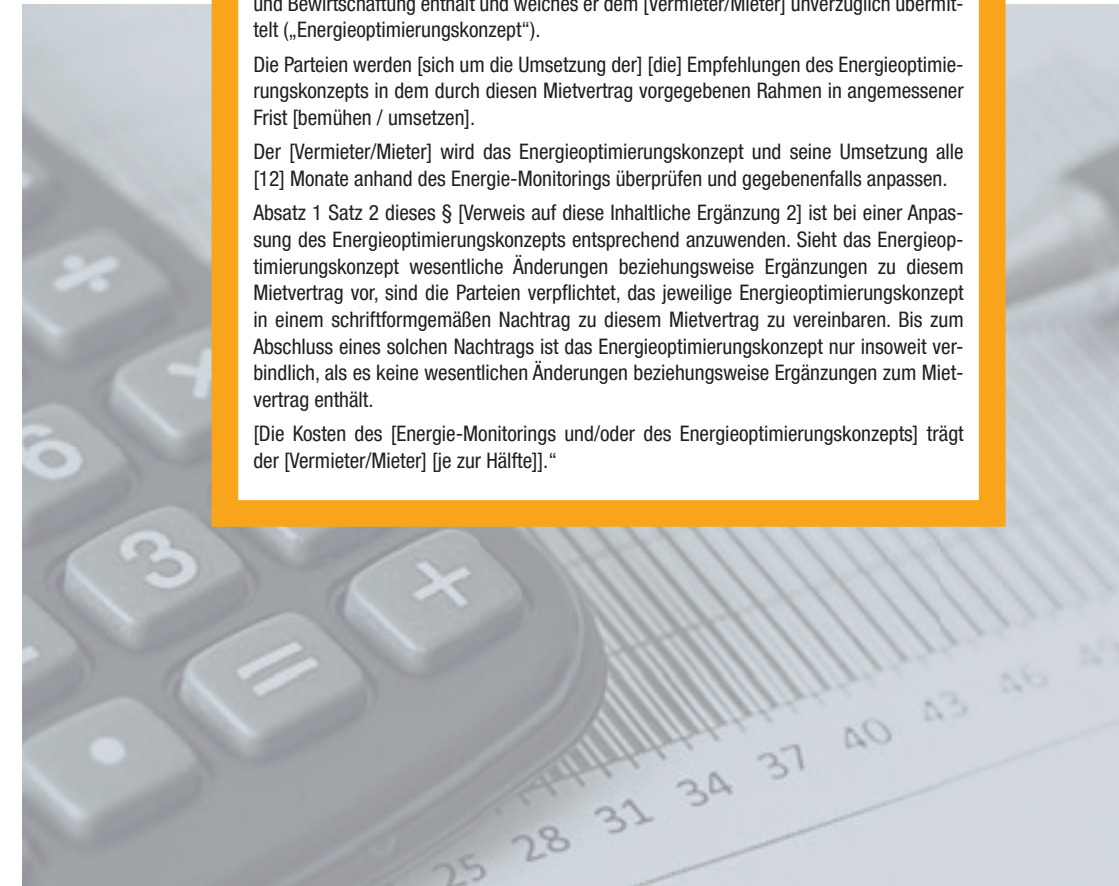 und Bewirtschaftung enthält und welches er dem [Vermieter/Mieter] unverzüglich übermit-
telt („Energieoptimierungskonzept“).
Die Parteien werden [sich um die Umsetzung der] [die] Empfehlungen des Energieoptimie-
rungskonzepts in dem durch diesen Mietvertrag vorgegebenen Rahmen in angemessener
Frist [bemühen / umsetzen].
Der [Vermieter/Mieter] wird das Energieoptimierungskonzept und seine Umsetzung alle
[12] Monate anhand des Energie-Monitorings überprüfen und gegebenenfalls anpassen.
Absatz 1 Satz 2 dieses § [Verweis auf diese Inhaltliche Ergänzung 2] ist bei einer Anpas-
sung des Energieoptimierungskonzepts entsprechend anzuwenden. Sieht das Energieop-
timierungskonzept wesentliche Änderungen beziehungsweise Ergänzungen zu diesem
Mietvertrag vor, sind die Parteien verpflichtet, das jeweilige Energieoptimierungskonzept
in einem schriftformgemäßen Nachtrag zu diesem Mietvertrag zu vereinbaren. Bis zum
Abschluss eines solchen Nachtrags ist das Energieoptimierungskonzept nur insoweit ver-
bindlich, als es keine wesentlichen Änderungen beziehungsweise Ergänzungen zum Miet-
vertrag enthält.
[Die Kosten des [Energie-Monitorings und/oder des Energieoptimierungskonzepts] trägt
der [Vermieter/Mieter] [je zur Hälfte]].“
÷
×
6
3
+
=
25 28 31 34 37 40 43 46 49